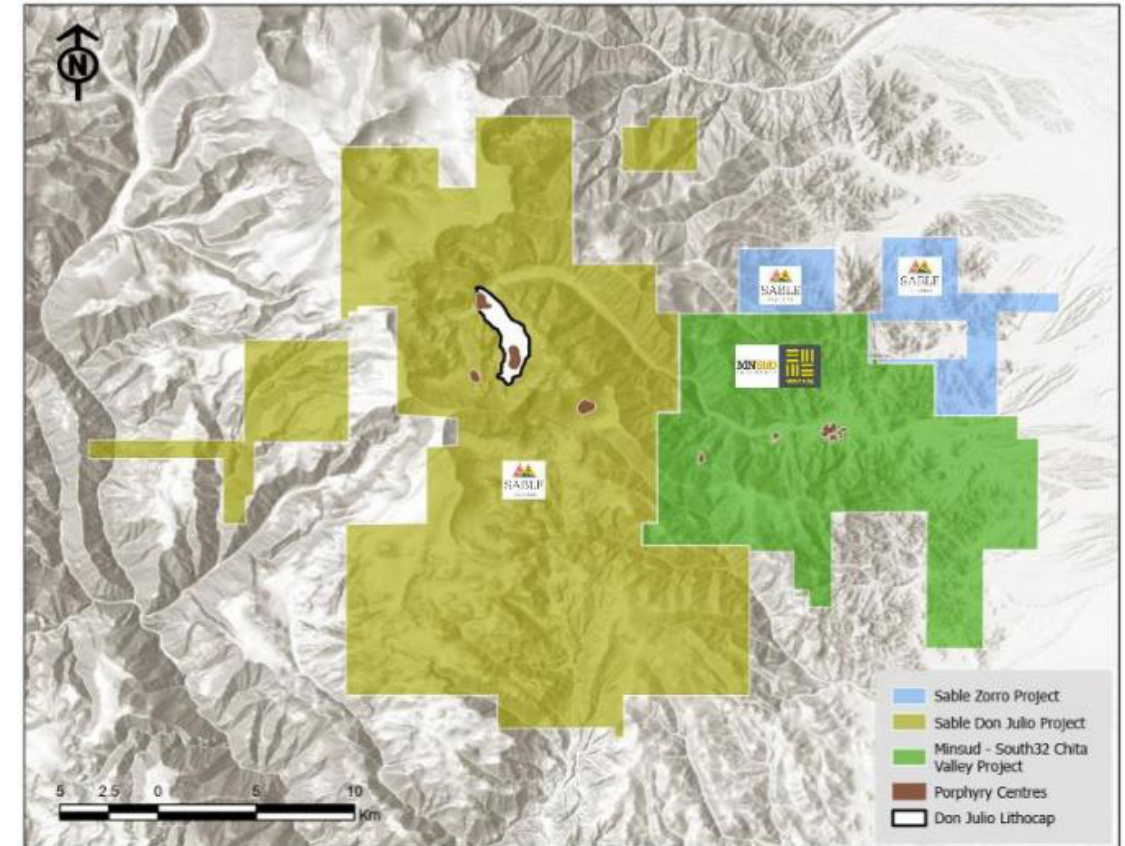 N
SABLE
SABLE
MINSUD
SABLE
Sable Zorro Project
Sable Don Julio Project
Minsud - South32 Chita
Valley Project
Porphyry Centres
Don Julio Lithocap
5 2.5 0 5 10
Km